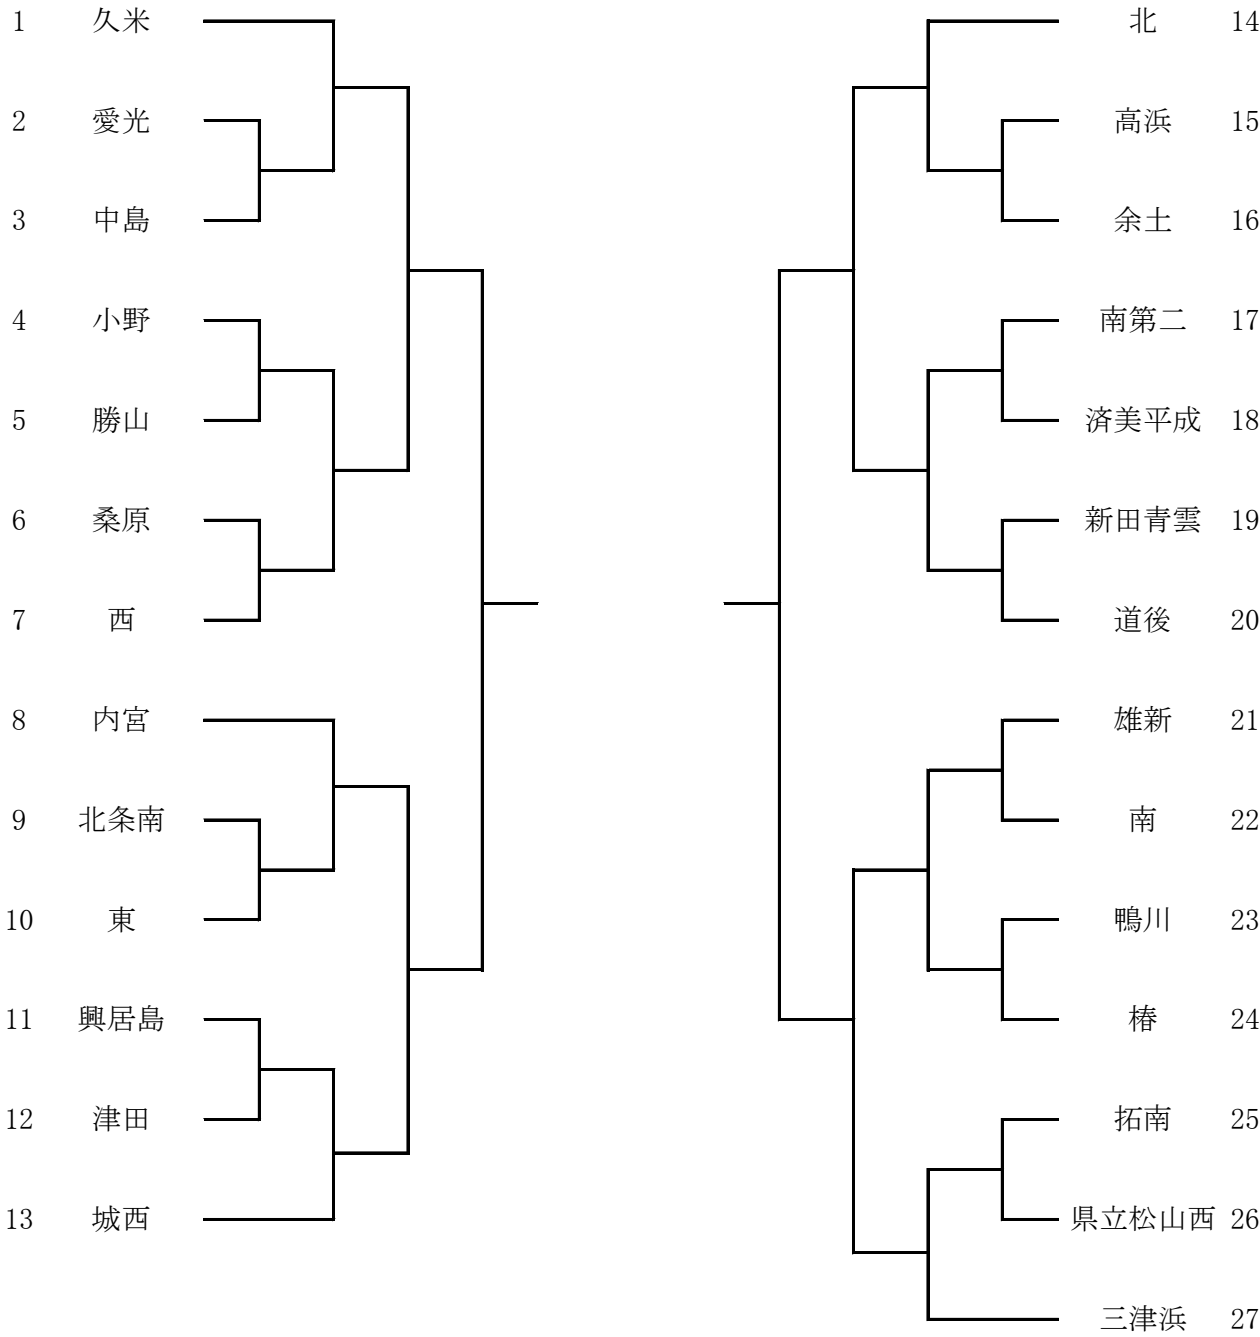 1 久米
2 愛光
3 中島
4 小野
5 勝山
6 桑原
7 西
8 内宮
9 北条南
10 東
11 興居島
12 津田
13 城西
北 14
高浜 15
余土 16
南第二 17
済美平成 18
新田青雲 19
道後 20
雄新 21
南 22
鴨川 23
椿 24
拓南 25
県立松山西 26
三津浜 27